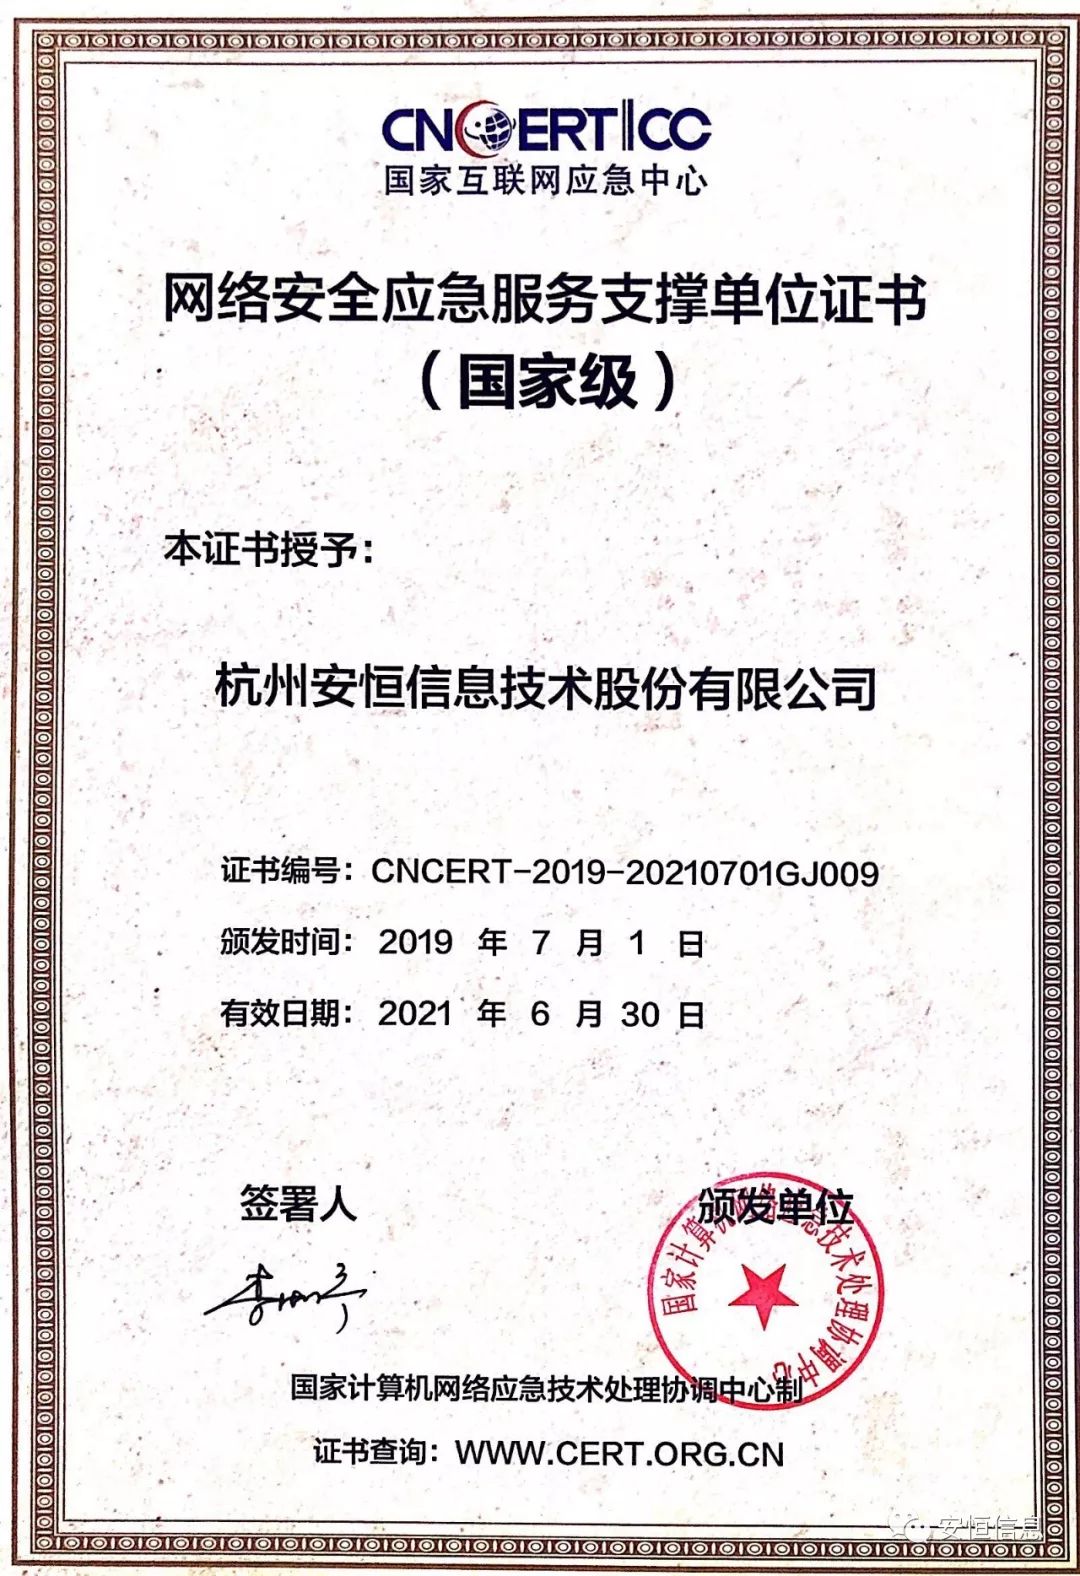 CNCERT||CC
国家互联网应急中心
网络安全应急服务支撑单位证书
（国家级）
本证书授予：
杭州安恒信息技术股份有限公司
证书编号：CNCERT-2019-20210701GJ009
颁发时间：2019 年 7 月 1 日
有效日期：2021 年 6 月 30 日
签署人
颁发单位
国家计算机网络应急技术处理协调中心
国家计算机网络应急技术处理协调中心制
证书查询：WWW.CERT.ORG.CN
安恒信息